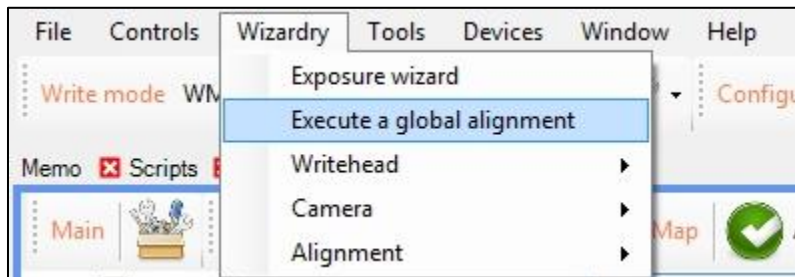 File Controls Wizardry Tools Devices Window Help
Write mode
Exposure wizard
Execute a global alignment
Memo Scripts
Writehead
Main
Camera
Map
Alignment